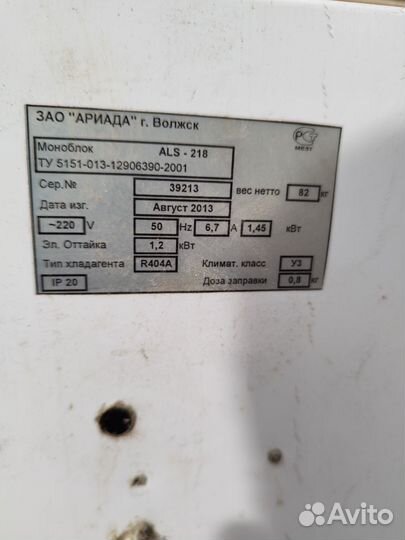 ЗАО "АРИАДА" г. Волжск
РСТ
МЕ37
Моноблок ALS - 218
ТУ 5151-013-12906390-2001
Сер.№ 39213 вес нетто 82 кг
Дата изг. Август 2013
~220 V 50 Hz 6,7 А 1,45 кВт
Эл. Оттайка 1,2 кВт
Тип хладагента R404A Климат. класс У3
IP 20 Доза заправки 0,8 кг
Avito